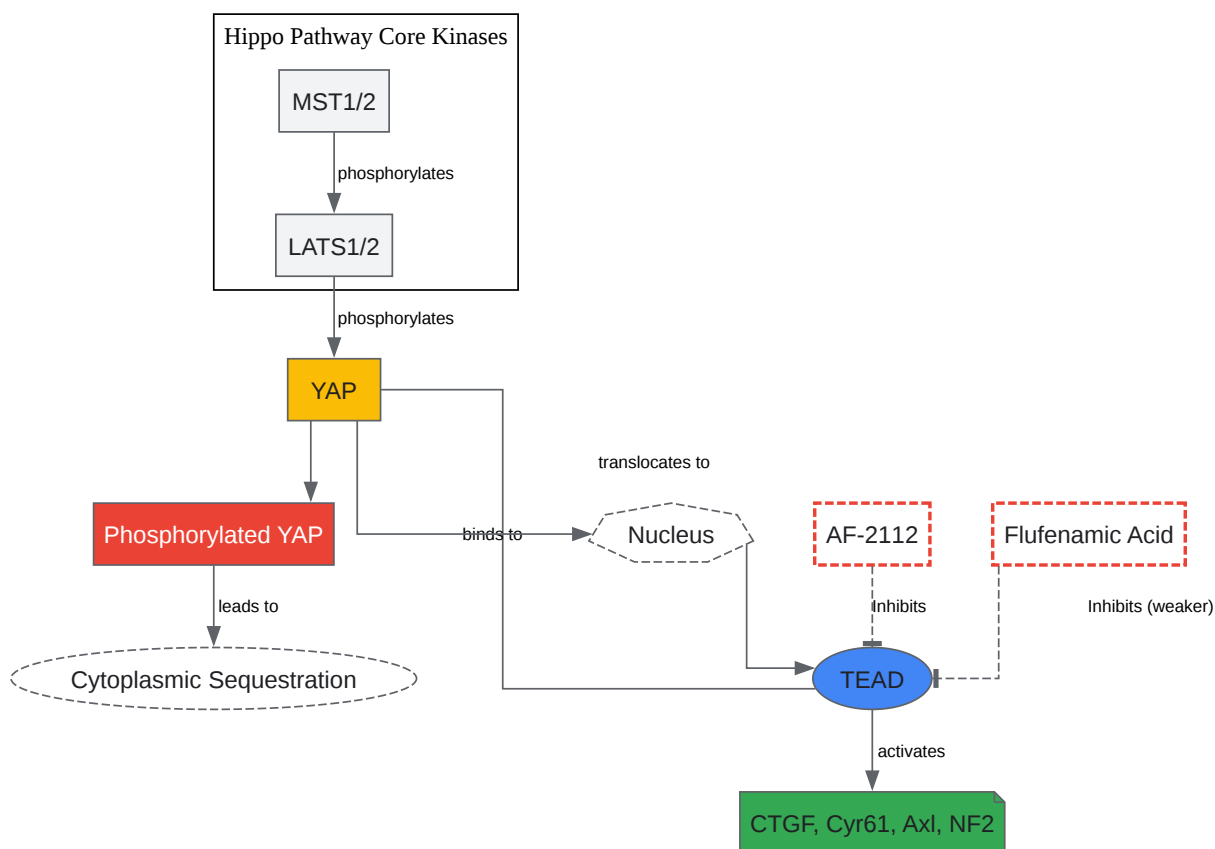 Hippo Pathway Core Kinases
MST1/2
phosphorylates
LATS1/2
phosphorylates
YAP
translocates to
Phosphorylated YAP
binds to
Nucleus
AF-2112
Flufenamic Acid
leads to
Inhibits
Inhibits (weaker)
Cytoplasmic Sequestration
TEAD
activates
CTGF, Cyr61, Axl, NF2